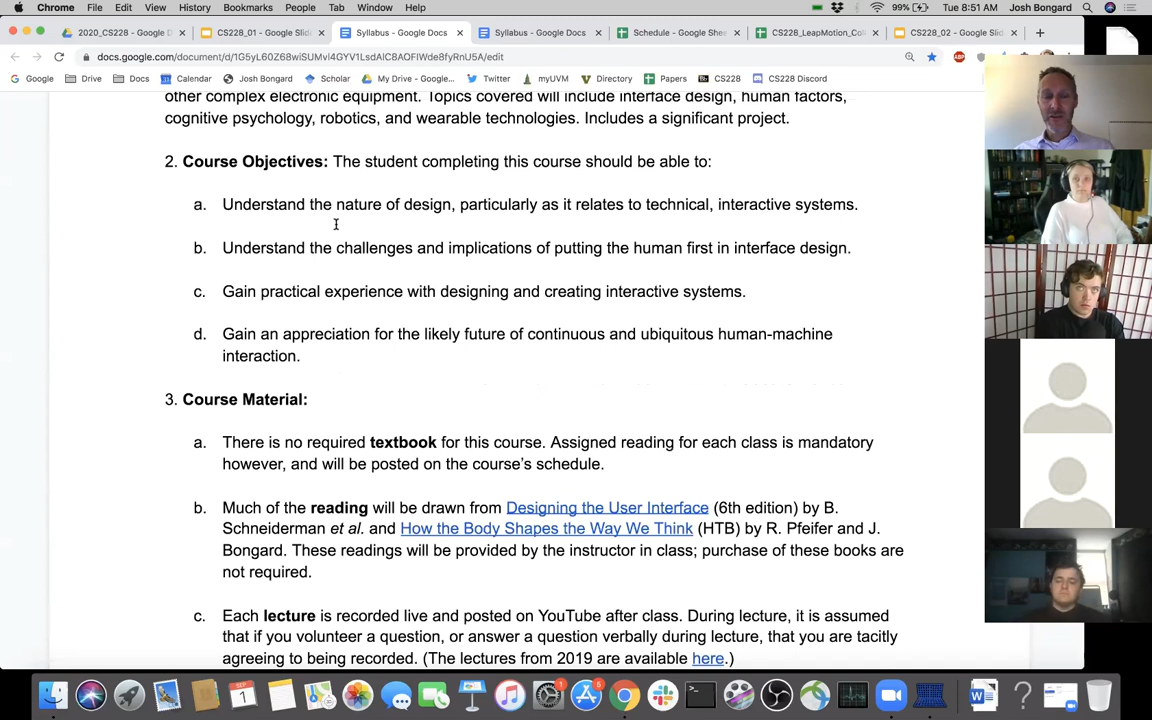 Chrome File Edit View History Bookmarks People Tab Window Help 99% Tue 8:51 AM Josh Bongard
2020_CS228 - Google D CS228_01 - Google Slid Syllabus - Google Docs Syllabus - Google Docs Schedule - Google Shee CS228_LeapMotion_Col CS228_02 - Google Slid
docs.google.com/document/d/1G5yL60Z68wiSUMvl4GYV1LsdAlC8AOFIWde8fyRnU5A/edit
Google Drive Docs Calendar Josh Bongard Scholar My Drive - Google... Twitter myUVM Directory Papers CS228 CS228 Discord
other complex electronic equipment. Topics covered will include interface design, human factors,
cognitive psychology, robotics, and wearable technologies. Includes a significant project.
2. Course Objectives: The student completing this course should be able to:
a. Understand the nature of design, particularly as it relates to technical, interactive systems.
b. Understand the challenges and implications of putting the human first in interface design.
c. Gain practical experience with designing and creating interactive systems.
d. Gain an appreciation for the likely future of continuous and ubiquitous human-machine
interaction.
3. Course Material:
a. There is no required textbook for this course. Assigned reading for each class is mandatory
however, and will be posted on the course's schedule.
b. Much of the reading will be drawn from Designing the User Interface (6th edition) by B.
Schneiderman et al. and How the Body Shapes the Way We Think (HTB) by R. Pfeifer and J.
Bongard. These readings will be provided by the instructor in class; purchase of these books are
not required.
c. Each lecture is recorded live and posted on YouTube after class. During lecture, it is assumed
that if you volunteer a question, or answer a question verbally during lecture, that you are tacitly
agreeing to being recorded. (The lectures from 2019 are available here.)